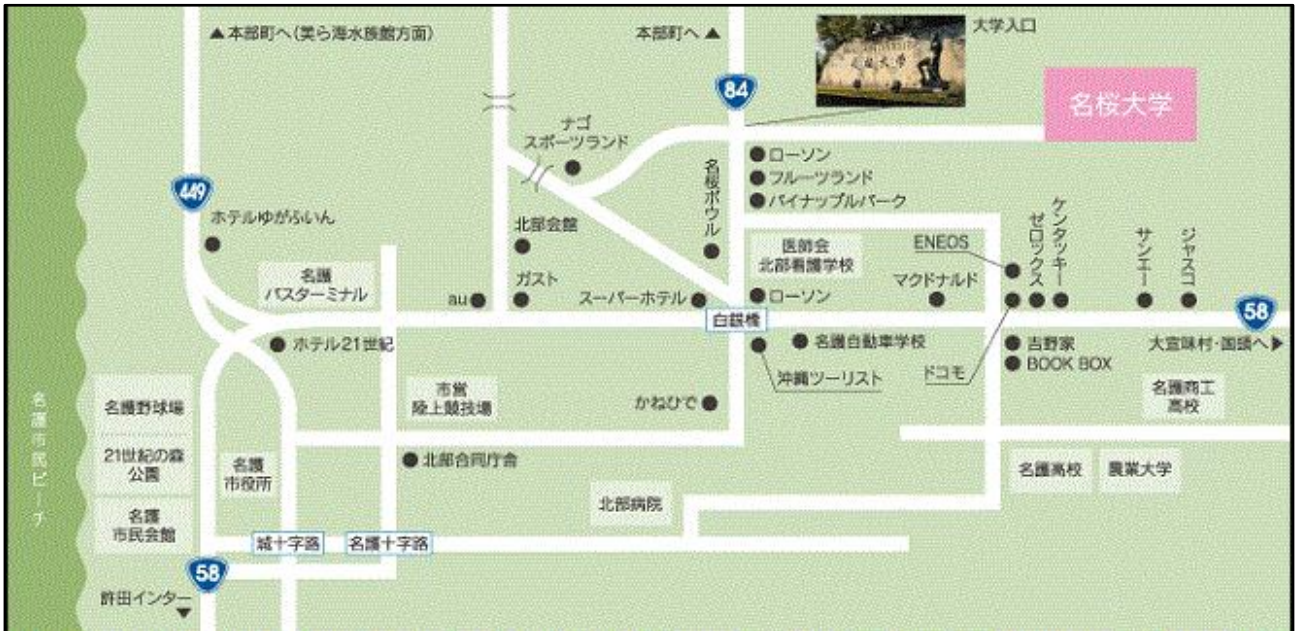 ▲本部町へ(美ら海水族館方面)
本部町へ▲
大学入口
84
名桜大学
ナゴ
スポーツランド
名桜ボウル
ローソン
フルーツランド
パイナップルパーク
449
ホテルゆがふいん
北部会館
医師会
北部看護学校
ENEOS
ゼロックス
ケンタッキー
サンエー
ジャスコ
名護
バスターミナル
au
ガスト
スーパーホテル
ローソン
マクドナルド
白銀橋
58
ホテル21世紀
名護自動車学校
吉野家
大宜味村・国頭へ▶
沖縄ツーリスト
ドコモ
BOOK BOX
市営
陸上競技場
かねひで
名護商工
高校
名護野球場
名護市民ビーチ
21世紀の森
公園
名護
市役所
北部合同庁舎
名護高校
農業大学
北部病院
名護
市民会館
城十字路
名護十字路
58
許田インター
▼